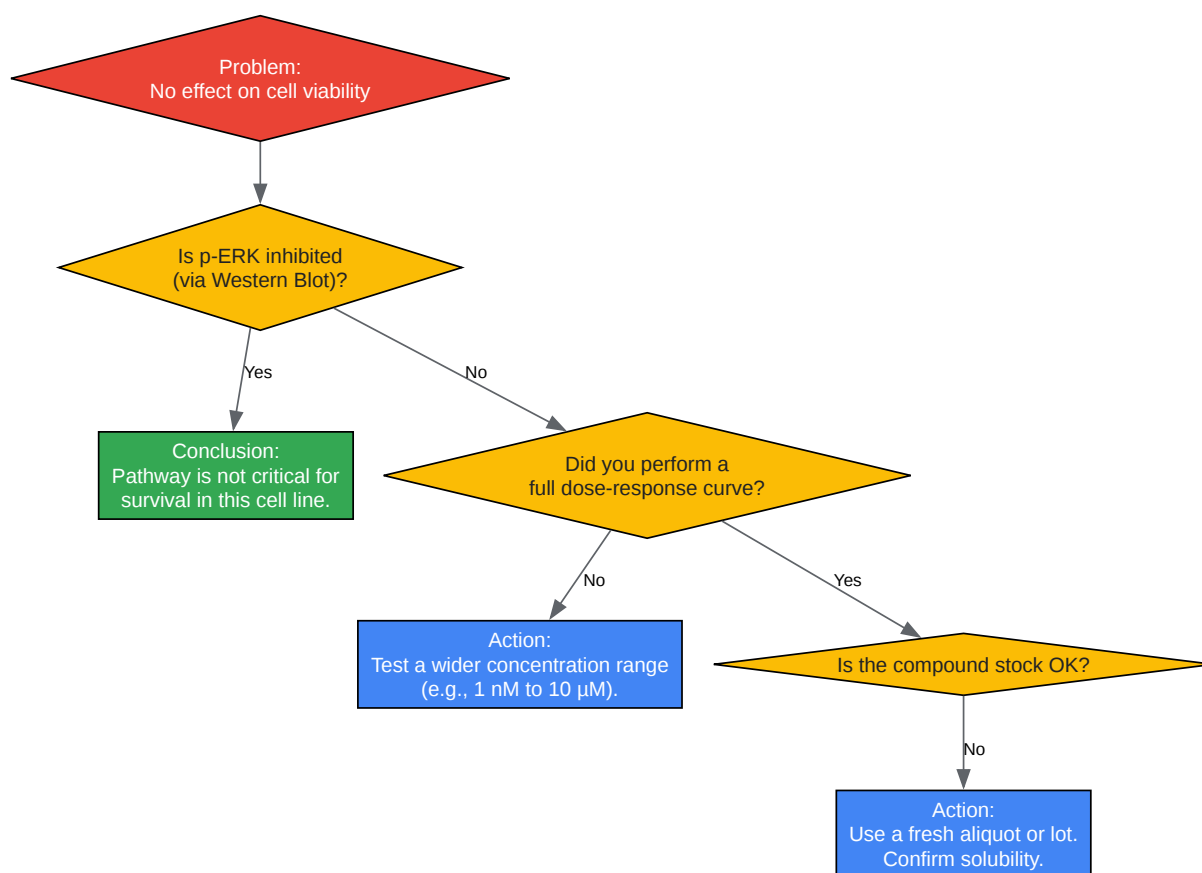 Problem:
No effect on cell viability
Is p-ERK inhibited
(via Western Blot)?
Yes
No
Conclusion:
Pathway is not critical for
survival in this cell line.
Did you perform a
full dose-response curve?
No
Yes
Action:
Test a wider concentration range
(e.g., 1 nM to 10 µM).
Is the compound stock OK?
No
Action:
Use a fresh aliquot or lot.
Confirm solubility.